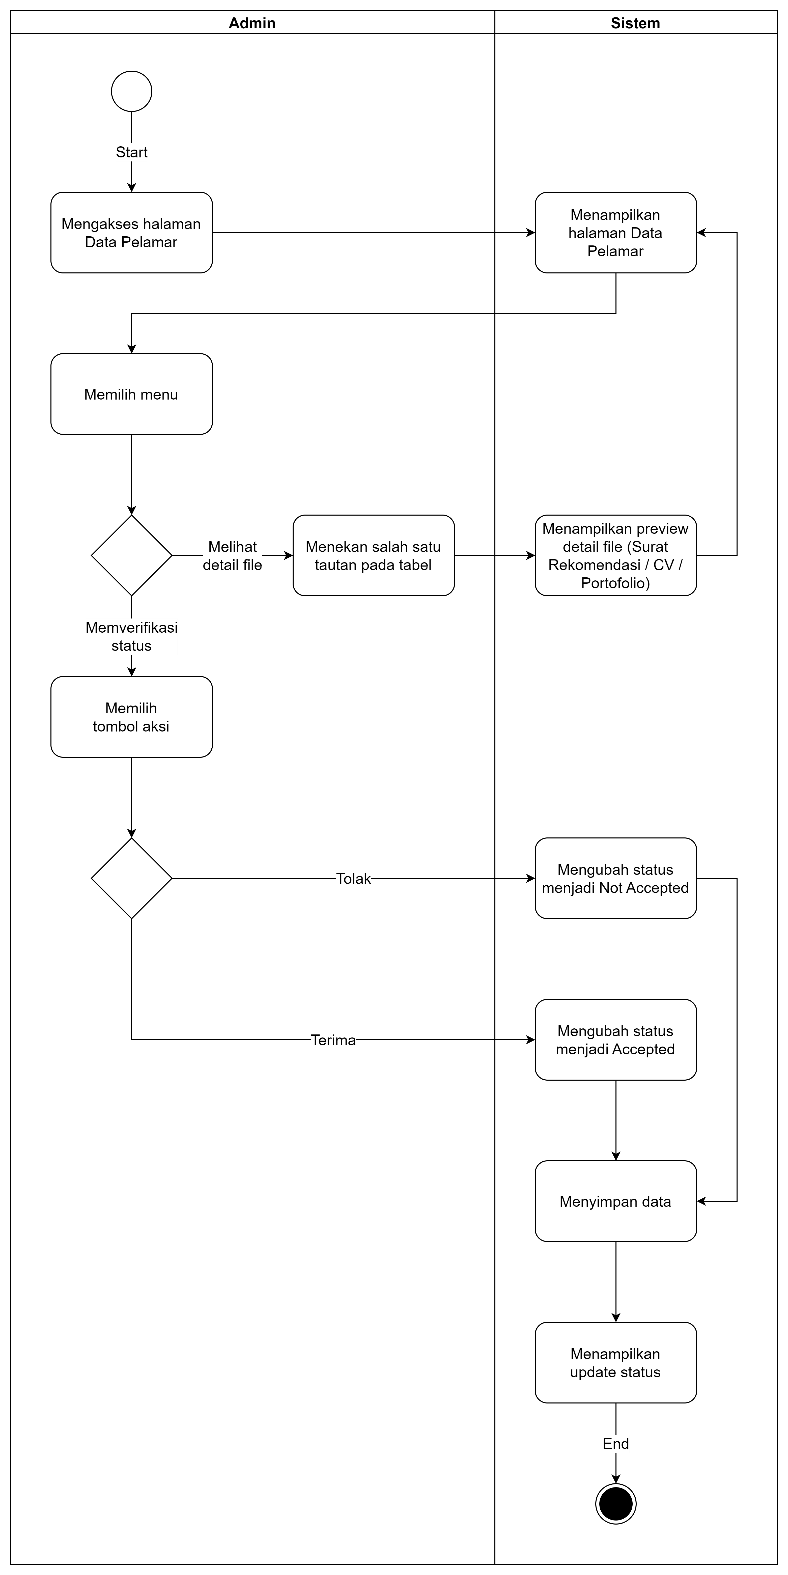 Admin
Sistem
Start
Mengakses halaman
Data Pelamar
Menampilkan
halaman Data
Pelamar
Memilih menu
Melihat
detail file
Menekan salah satu
tautan pada tabel
Menampilkan preview
detail file (Surat
Rekomendasi / CV /
Portofolio)
Memverifikasi
status
Memilih
tombol aksi
Tolak
Mengubah status
menjadi Not Accepted
Terima
Mengubah status
menjadi Accepted
Menyimpan data
Menampilkan
update status
End